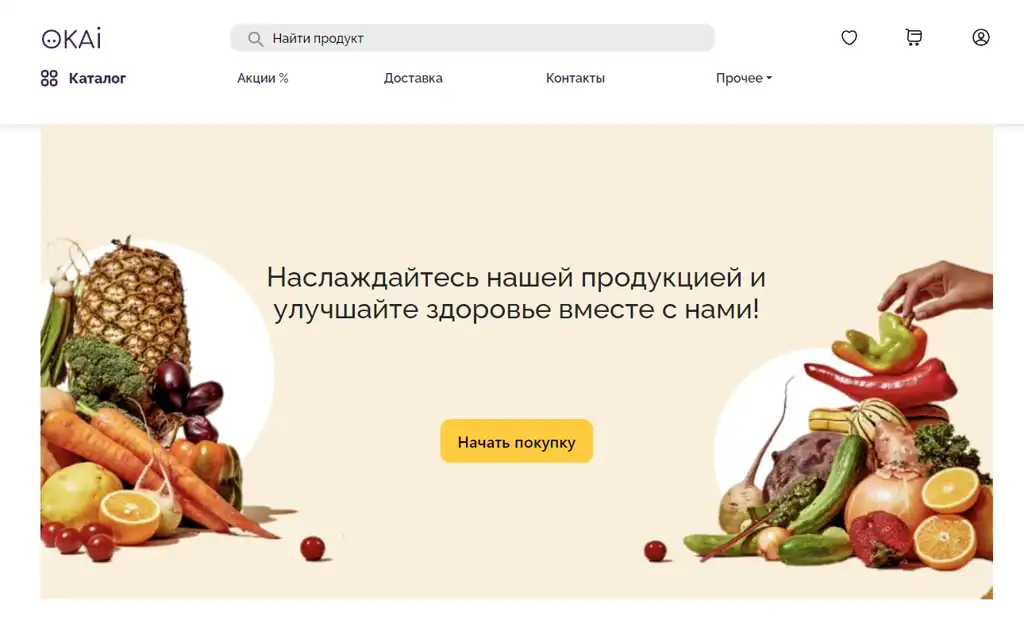 OKAi
Найти продукт
Каталог
Акции %
Доставка
Контакты
Прочее
Наслаждайтесь нашей продукцией и
улучшайте здоровье вместе с нами!
Начать покупку